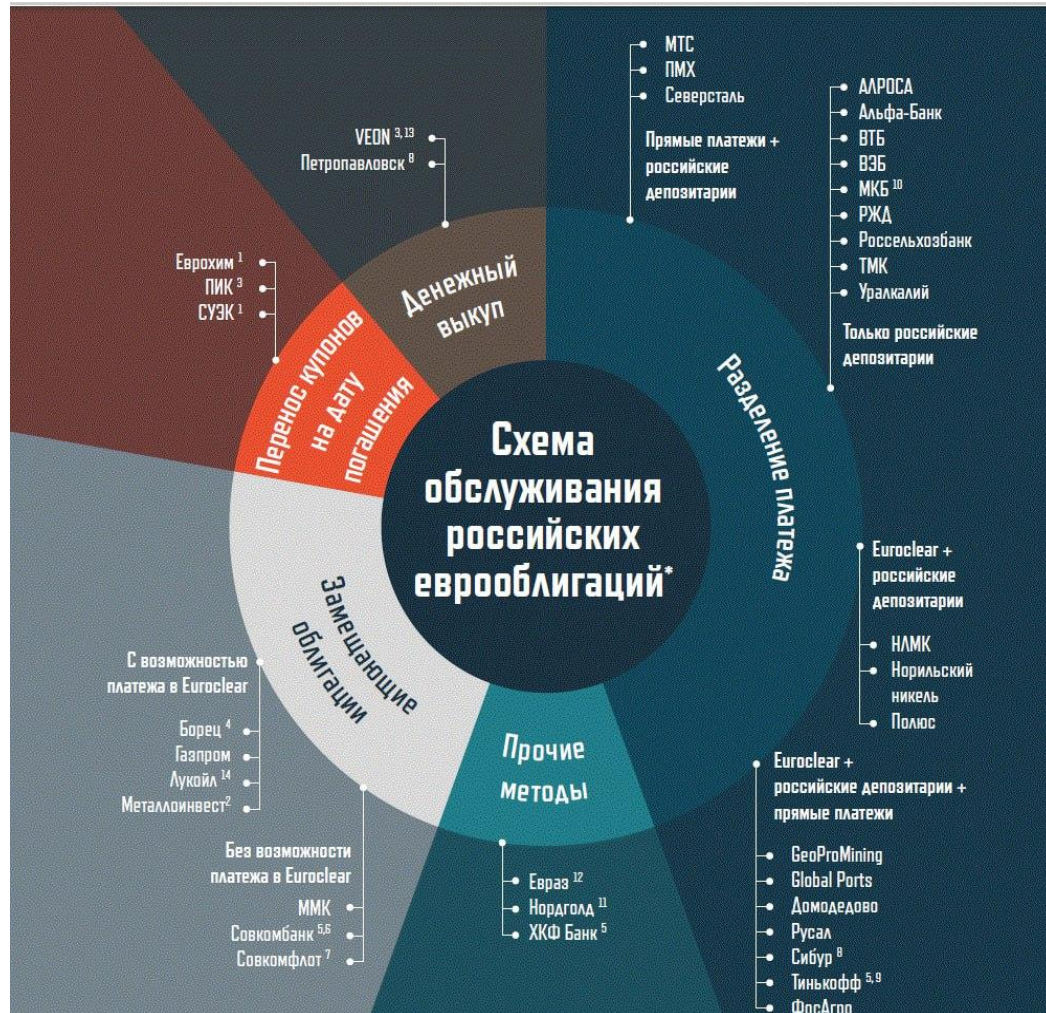 Схема
обслуживания
российских
еврооблигаций*
Разделение платежа
МТС
ПМХ
Северсталь
Прямые платежи +
российские
депозитарии
АЛРОСА
Альфа-Банк
ВТБ
ВЭБ
МКБ 10
РЖД
Россельхозбанк
ТМК
Уралкалий
Только российские
депозитарии
Euroclear +
российские
депозитарии
НЛМК
Норильский
никель
Полюс
Euroclear +
российские депозитарии +
прямые платежи
GeoProMining
Global Ports
Домодедово
Русал
Сибур 8
Тинькофф 5,9
ФосАгро
Прочие
методы
Евраз 12
Нордголд 11
ХКФ Банк 5
Замещающие
облигации
С возможностью
платежа в Euroclear
Борец 4
Газпром
Лукойл 14
Металлоинвест2
Без возможности
платежа в Euroclear
ММК
Совкомбанк 5,6
Совкомфлот 7
Перенос купонов
на дату
погашения
Еврохим 1
ПИК 3
СУЭК 1
Денежный
выкуп
VEON 3,13
Петропавловск 8